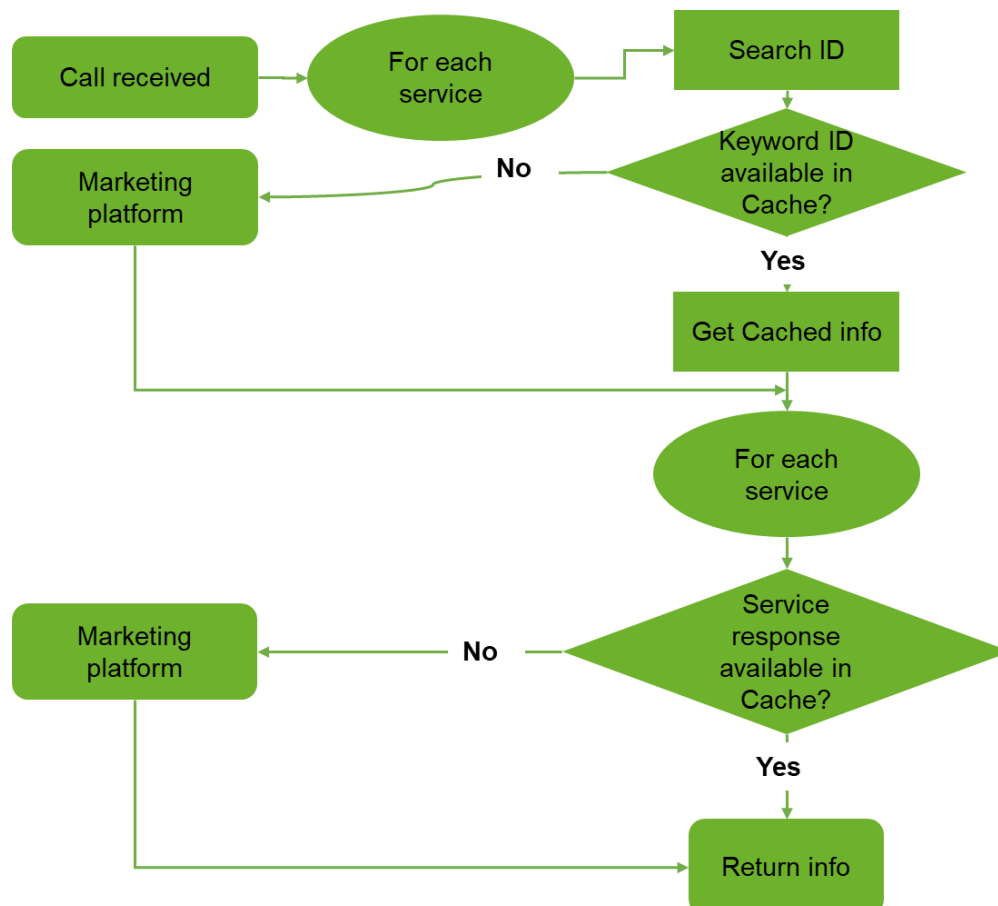 Call received
For each
service
Search ID
Marketing
platform
No
Keyword ID
available in
Cache?
Yes
Get Cached info
For each
service
Marketing
platform
No
Service
response
available in
Cache?
Yes
Return info